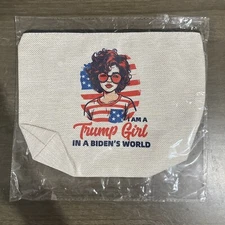 I AM A
Trump Girl
IN A BIDEN'S WORLD